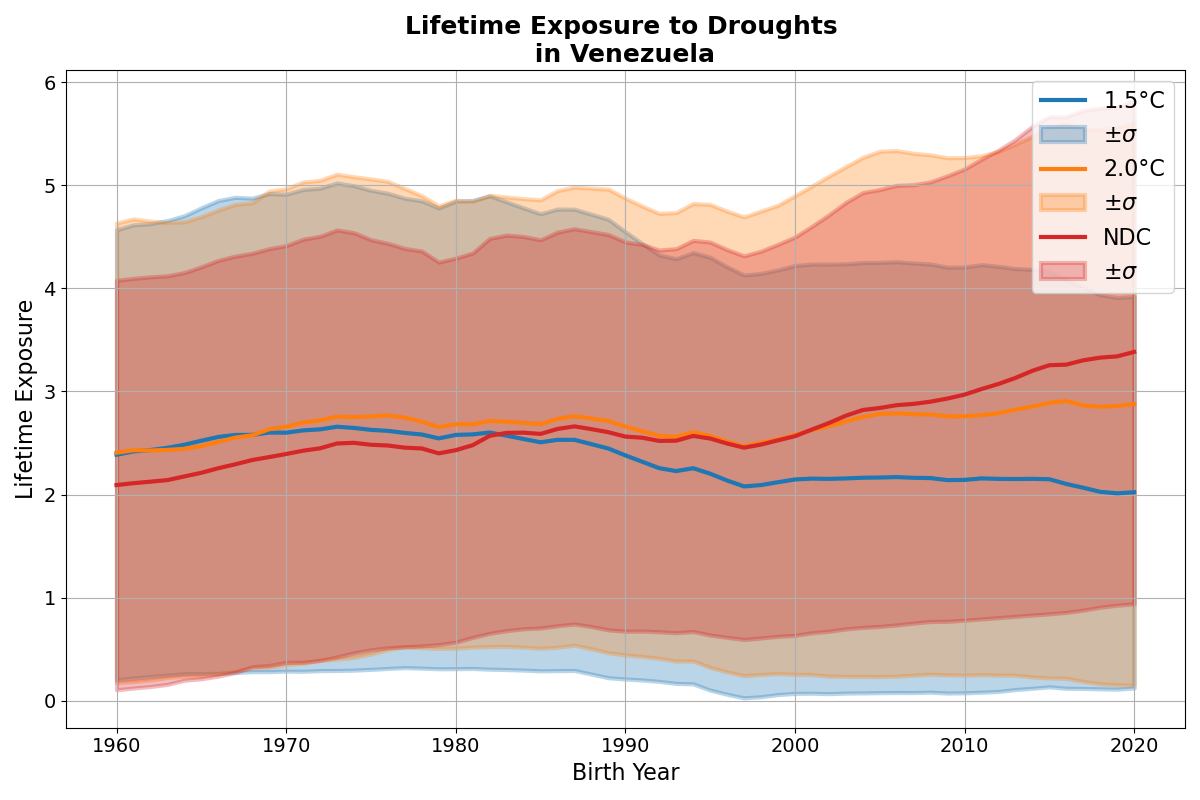 Lifetime Exposure to Droughts
in Venezuela
6
5
4
3
2
1
0
Lifetime Exposure
1960
1970
1980
1990
2000
2010
2020
Birth Year
1.5°C
±σ
2.0°C
±σ
NDC
±σ